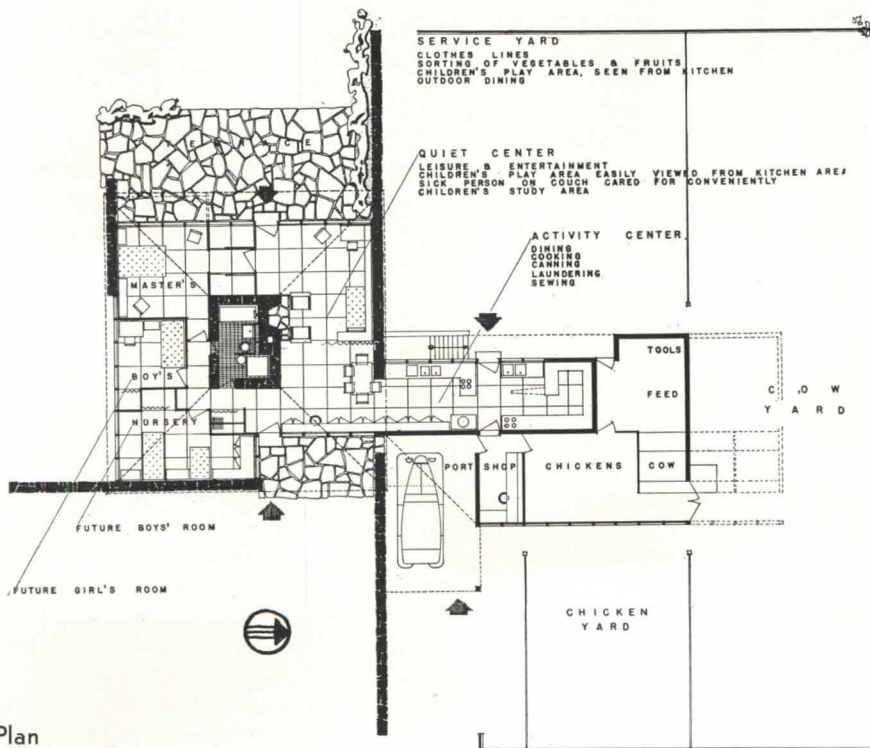 SERVICE YARD
CLOTHES LINES
SORTING OF VEGETABLES & FRUITS
CHILDREN'S PLAY AREA, SEEN FROM KITCHEN
OUTDOOR DINING
TERRACE
QUIET CENTER
LEISURE & ENTERTAINMENT
CHILDREN'S PLAY AREA EASILY VIEWED FROM KITCHEN AREA
SICK PERSON ON COUCH CARED FOR CONVENIENTLY
CHILDREN'S STUDY AREA
ACTIVITY CENTER
DINING
COOKING
CANNING
LAUNDERING
SEWING
MASTER'S
BOY'S
NURSERY
TOOLS
FEED
COW
YARD
PORT
SHOP
CHICKENS
COW
FUTURE BOYS' ROOM
FUTURE GIRL'S ROOM
CHICKEN
YARD
Plan